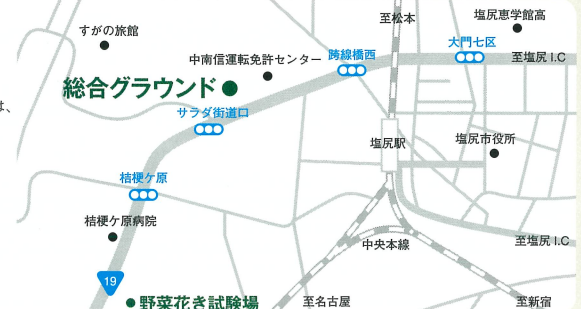 至松本
塩尻恵学館高
すがの旅館
跨線橋西
大門七区
中南信運転免許センター
至塩尻 I.C
総合グラウンド
は、
サラダ街道口
塩尻駅
塩尻市役所
桔梗ケ原
桔梗ケ原病院
中央本線
至塩尻 I.C
19
野菜花き試験場
至名古屋
至新宿